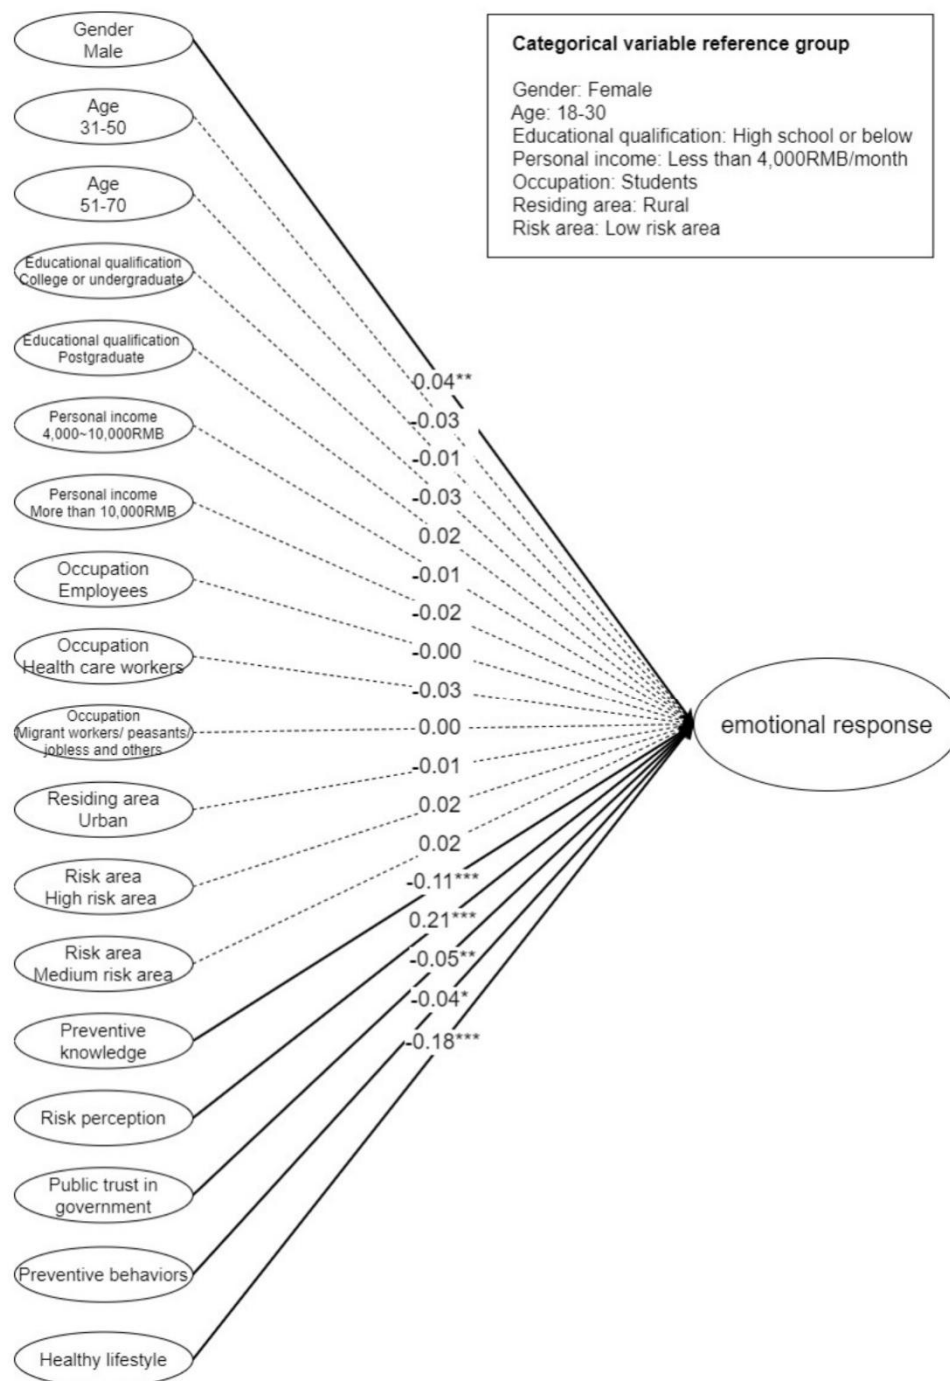 Gender
Male
Age
31-50
Age
51-70
Educational qualification
College or undergraduate
Educational qualification
Postgraduate
Personal income
4,000~10,000RMB
Personal income
More than 10,000RMB
Occupation
Employees
Occupation
Health care workers
Occupation
Migrant workers/ peasants/
jobless and others
Residing area
Urban
Risk area
High risk area
Risk area
Medium risk area
Preventive
knowledge
Risk perception
Public trust in
government
Preventive behaviors
Healthy lifestyle
0.04**
-0.03
-0.01
-0.03
0.02
-0.01
-0.02
-0.00
-0.03
0.00
-0.01
0.02
0.02
-0.11***
0.21***
-0.05**
-0.04*
-0.18***
Categorical variable reference group
Gender: Female
Age: 18-30
Educational qualification: High school or below
Personal income: Less than 4,000RMB/month
Occupation: Students
Residing area: Rural
Risk area: Low risk area
emotional response